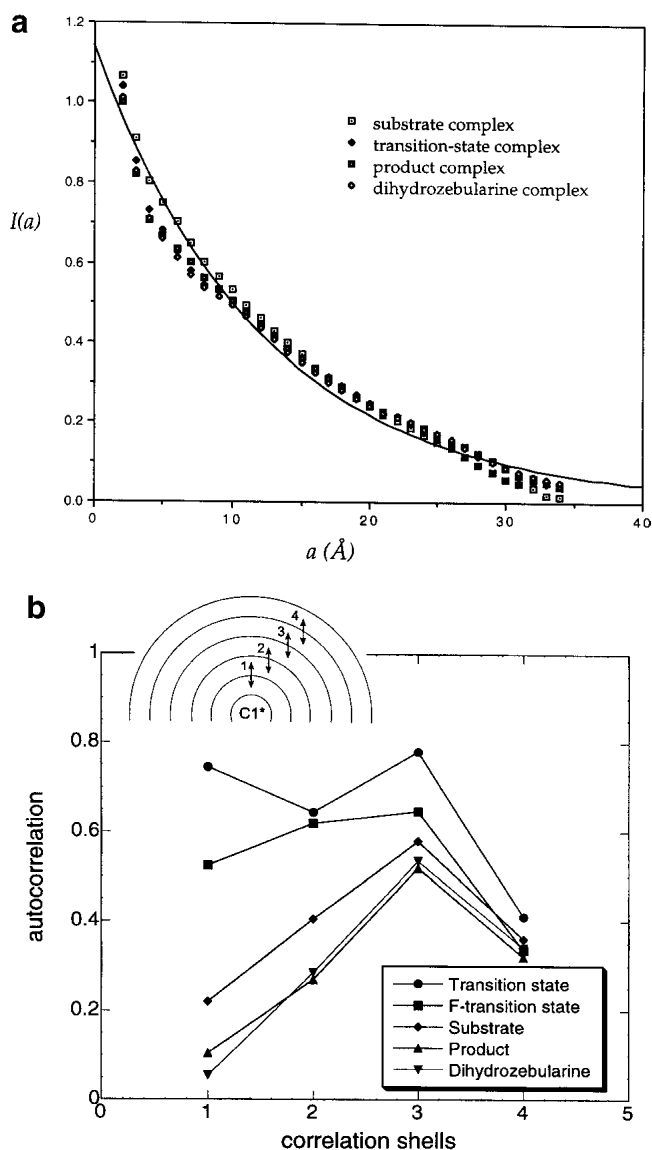 a
1.2
1.0
0.8
0.6
0.4
0.2
0.0
I(a)
substrate complex
transition-state complex
product complex
dihydrozebularine complex
0 10 20 30 40
a (Å)
b
4
3
2
1
C1*
1
0.8
0.6
0.4
0.2
0
autocorrelation
Transition state
F-transition state
Substrate
Product
Dihydrozebularine
0 1 2 3 4 5
correlation shells